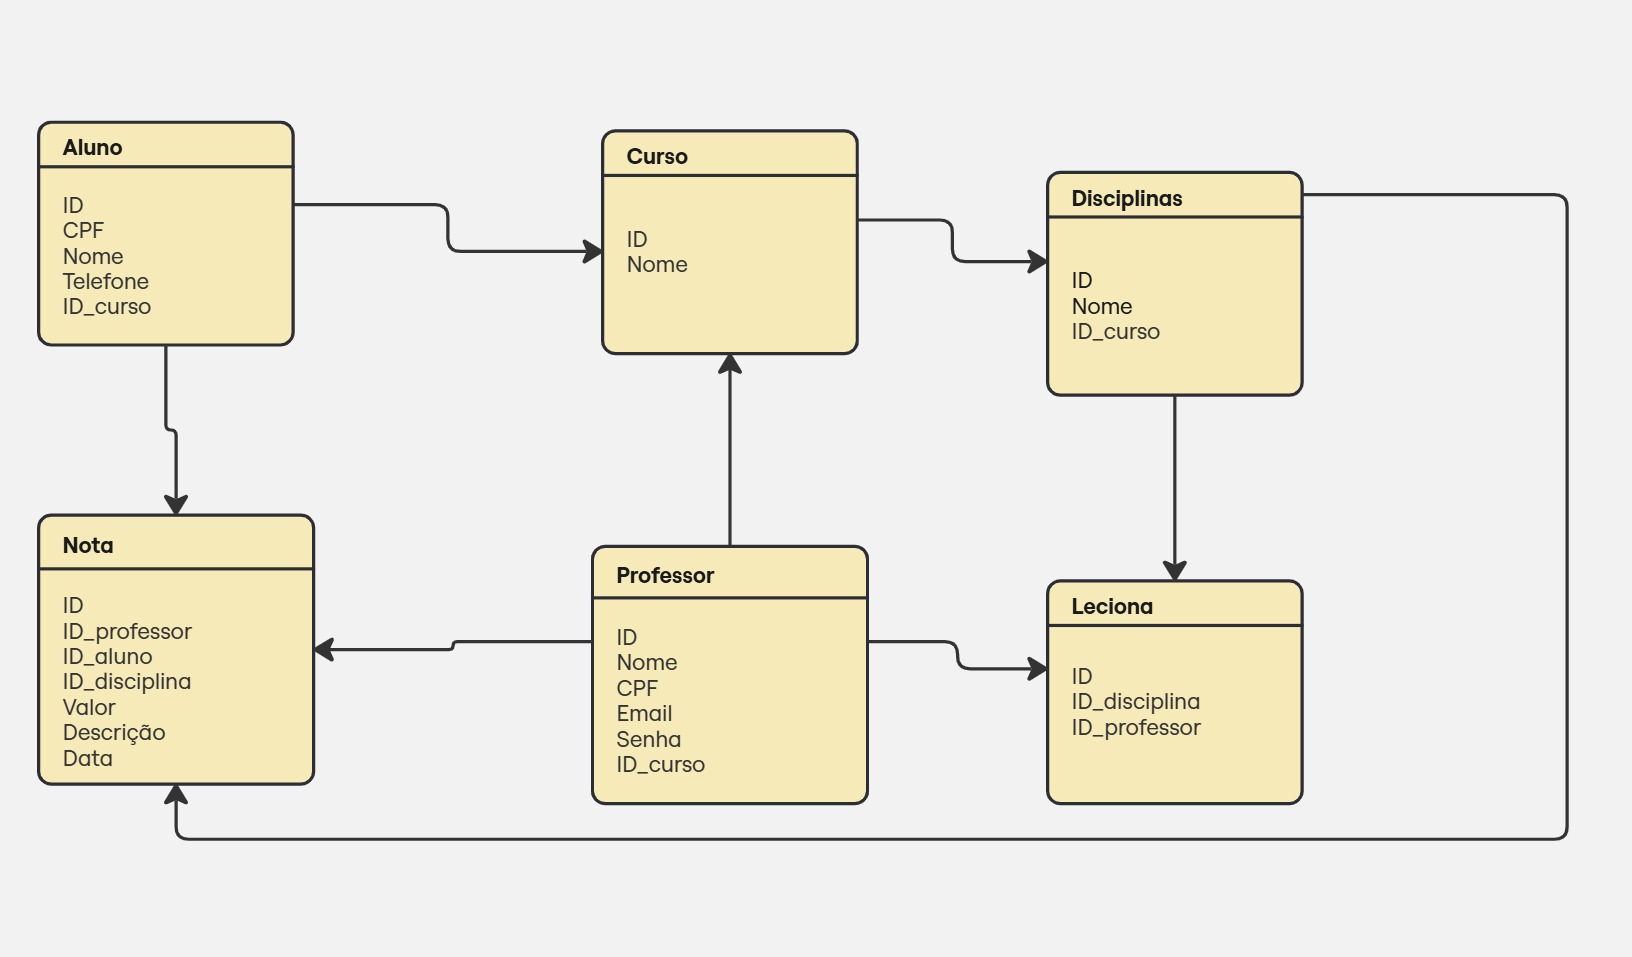 Aluno
ID
CPF
Nome
Telefone
ID_curso
Curso
ID
Nome
Disciplinas
ID
Nome
ID_curso
Nota
ID
ID_professor
ID_aluno
ID_disciplina
Valor
Descrição
Data
Professor
ID
Nome
CPF
Email
Senha
ID_curso
Leciona
ID
ID_disciplina
ID_professor